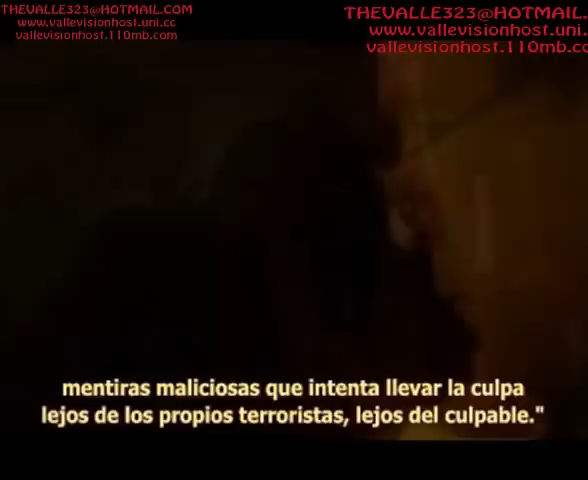 THEVALLE323@HOTMAIL.COM
www.vallevisionhost.uni.cc
vallevisionhost.110mb.com
THEVALLE323@HOTMAIL.
www.vallevisionhost.uni.
vallevisionhost.110mb.co
mentiras maliciosas que intenta llevar la culpa
lejos de los propios terroristas, lejos del culpable."